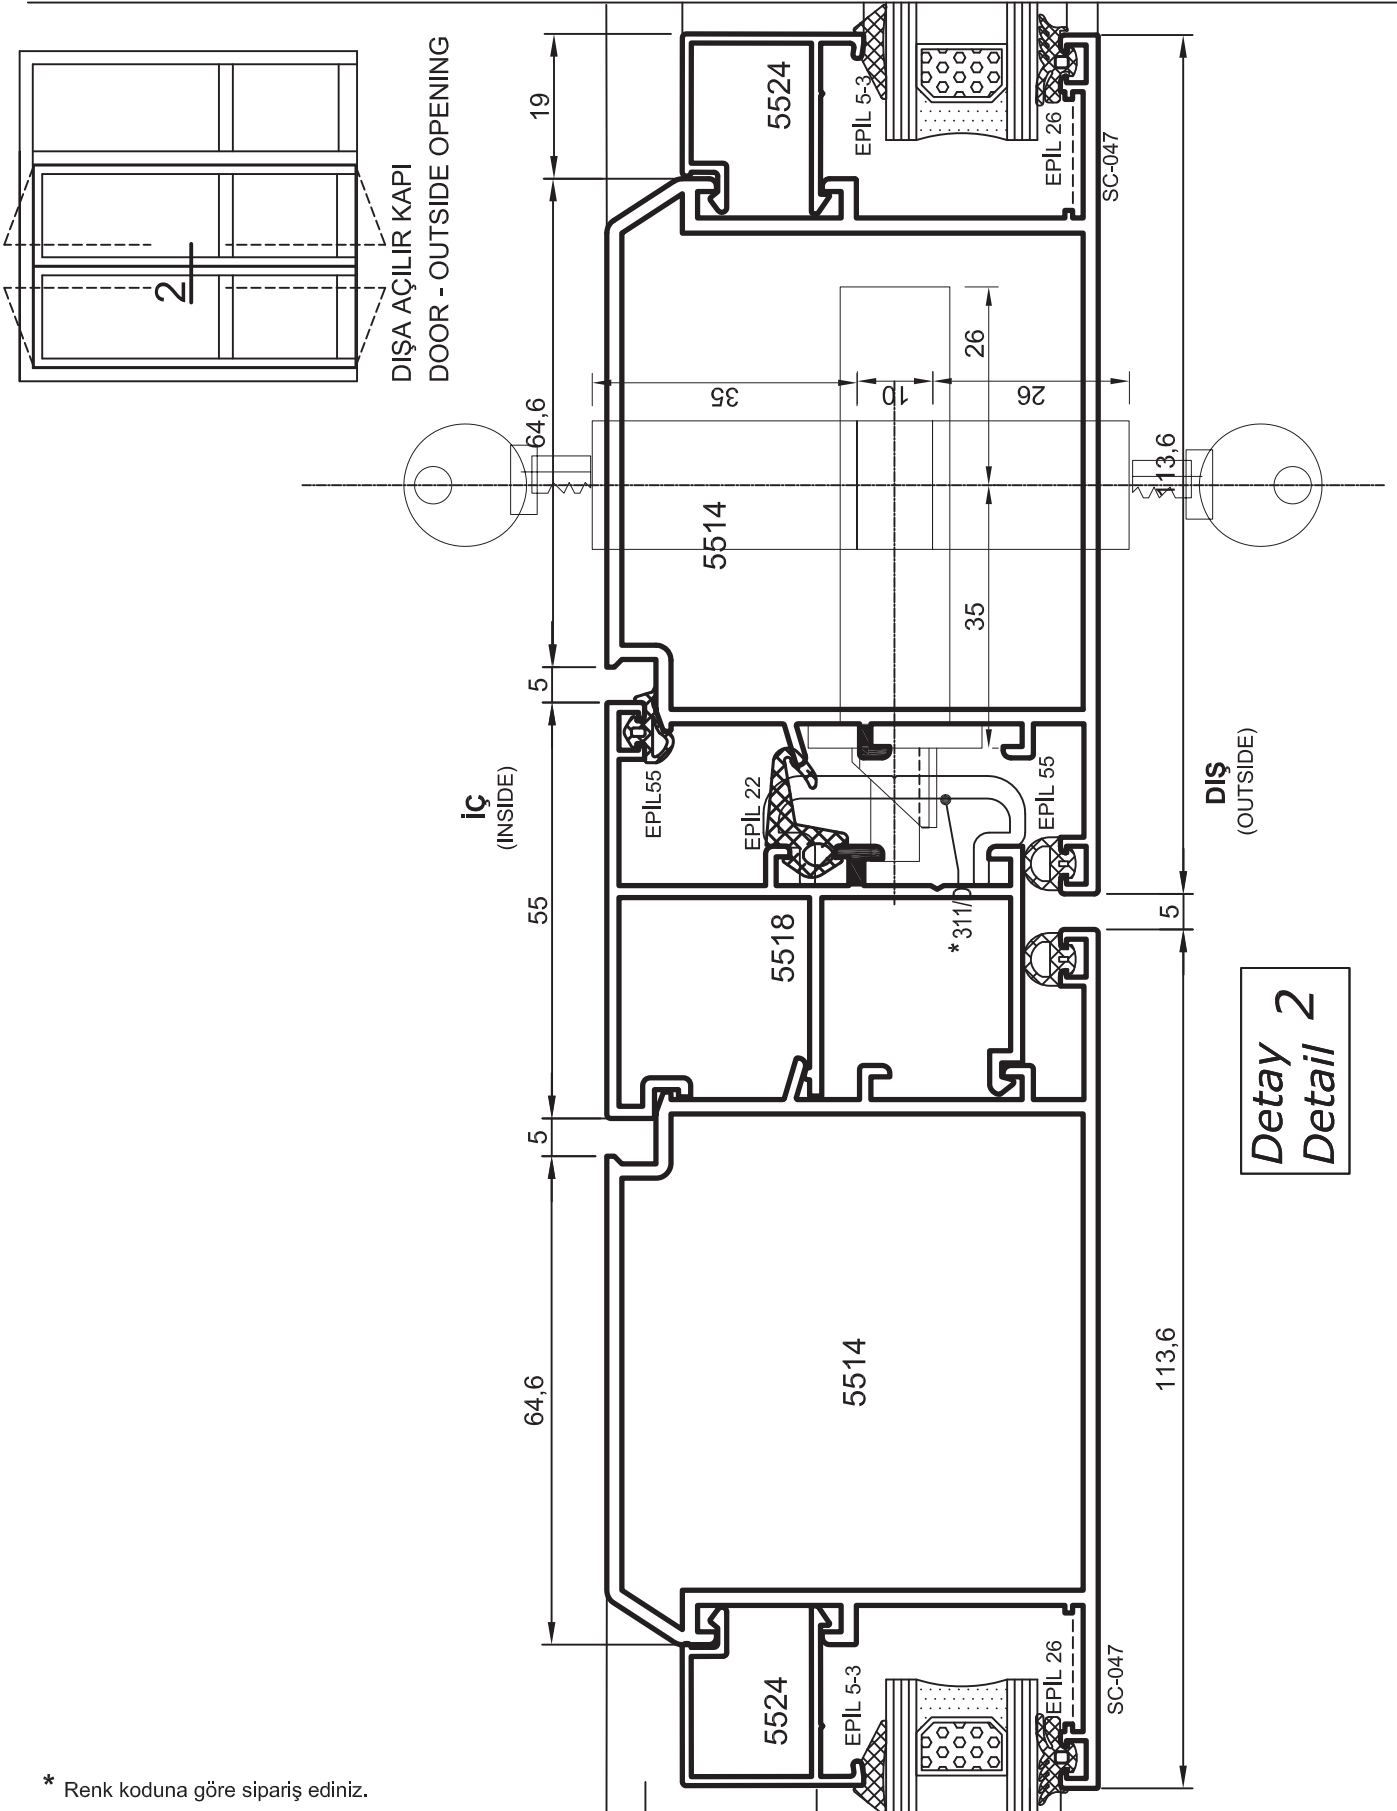 DIŞA AÇILIR KAPI
DOOR - OUTSIDE OPENING
2
19
64,6
5
55
5
64,6
5524
EPİL 5-3
EPİL 26
SC-047
5514
35
10
26
26
35
113,6
İÇ
(INSIDE)
EPİL55
EPİL 22
EPİL 55
DIŞ
(OUTSIDE)
5518
*311/D
5
Detay 2
Detail
5514
113,6
5524
EPİL 5-3
EPİL 26
SC-047
* Renk koduna göre sipariş ediniz.